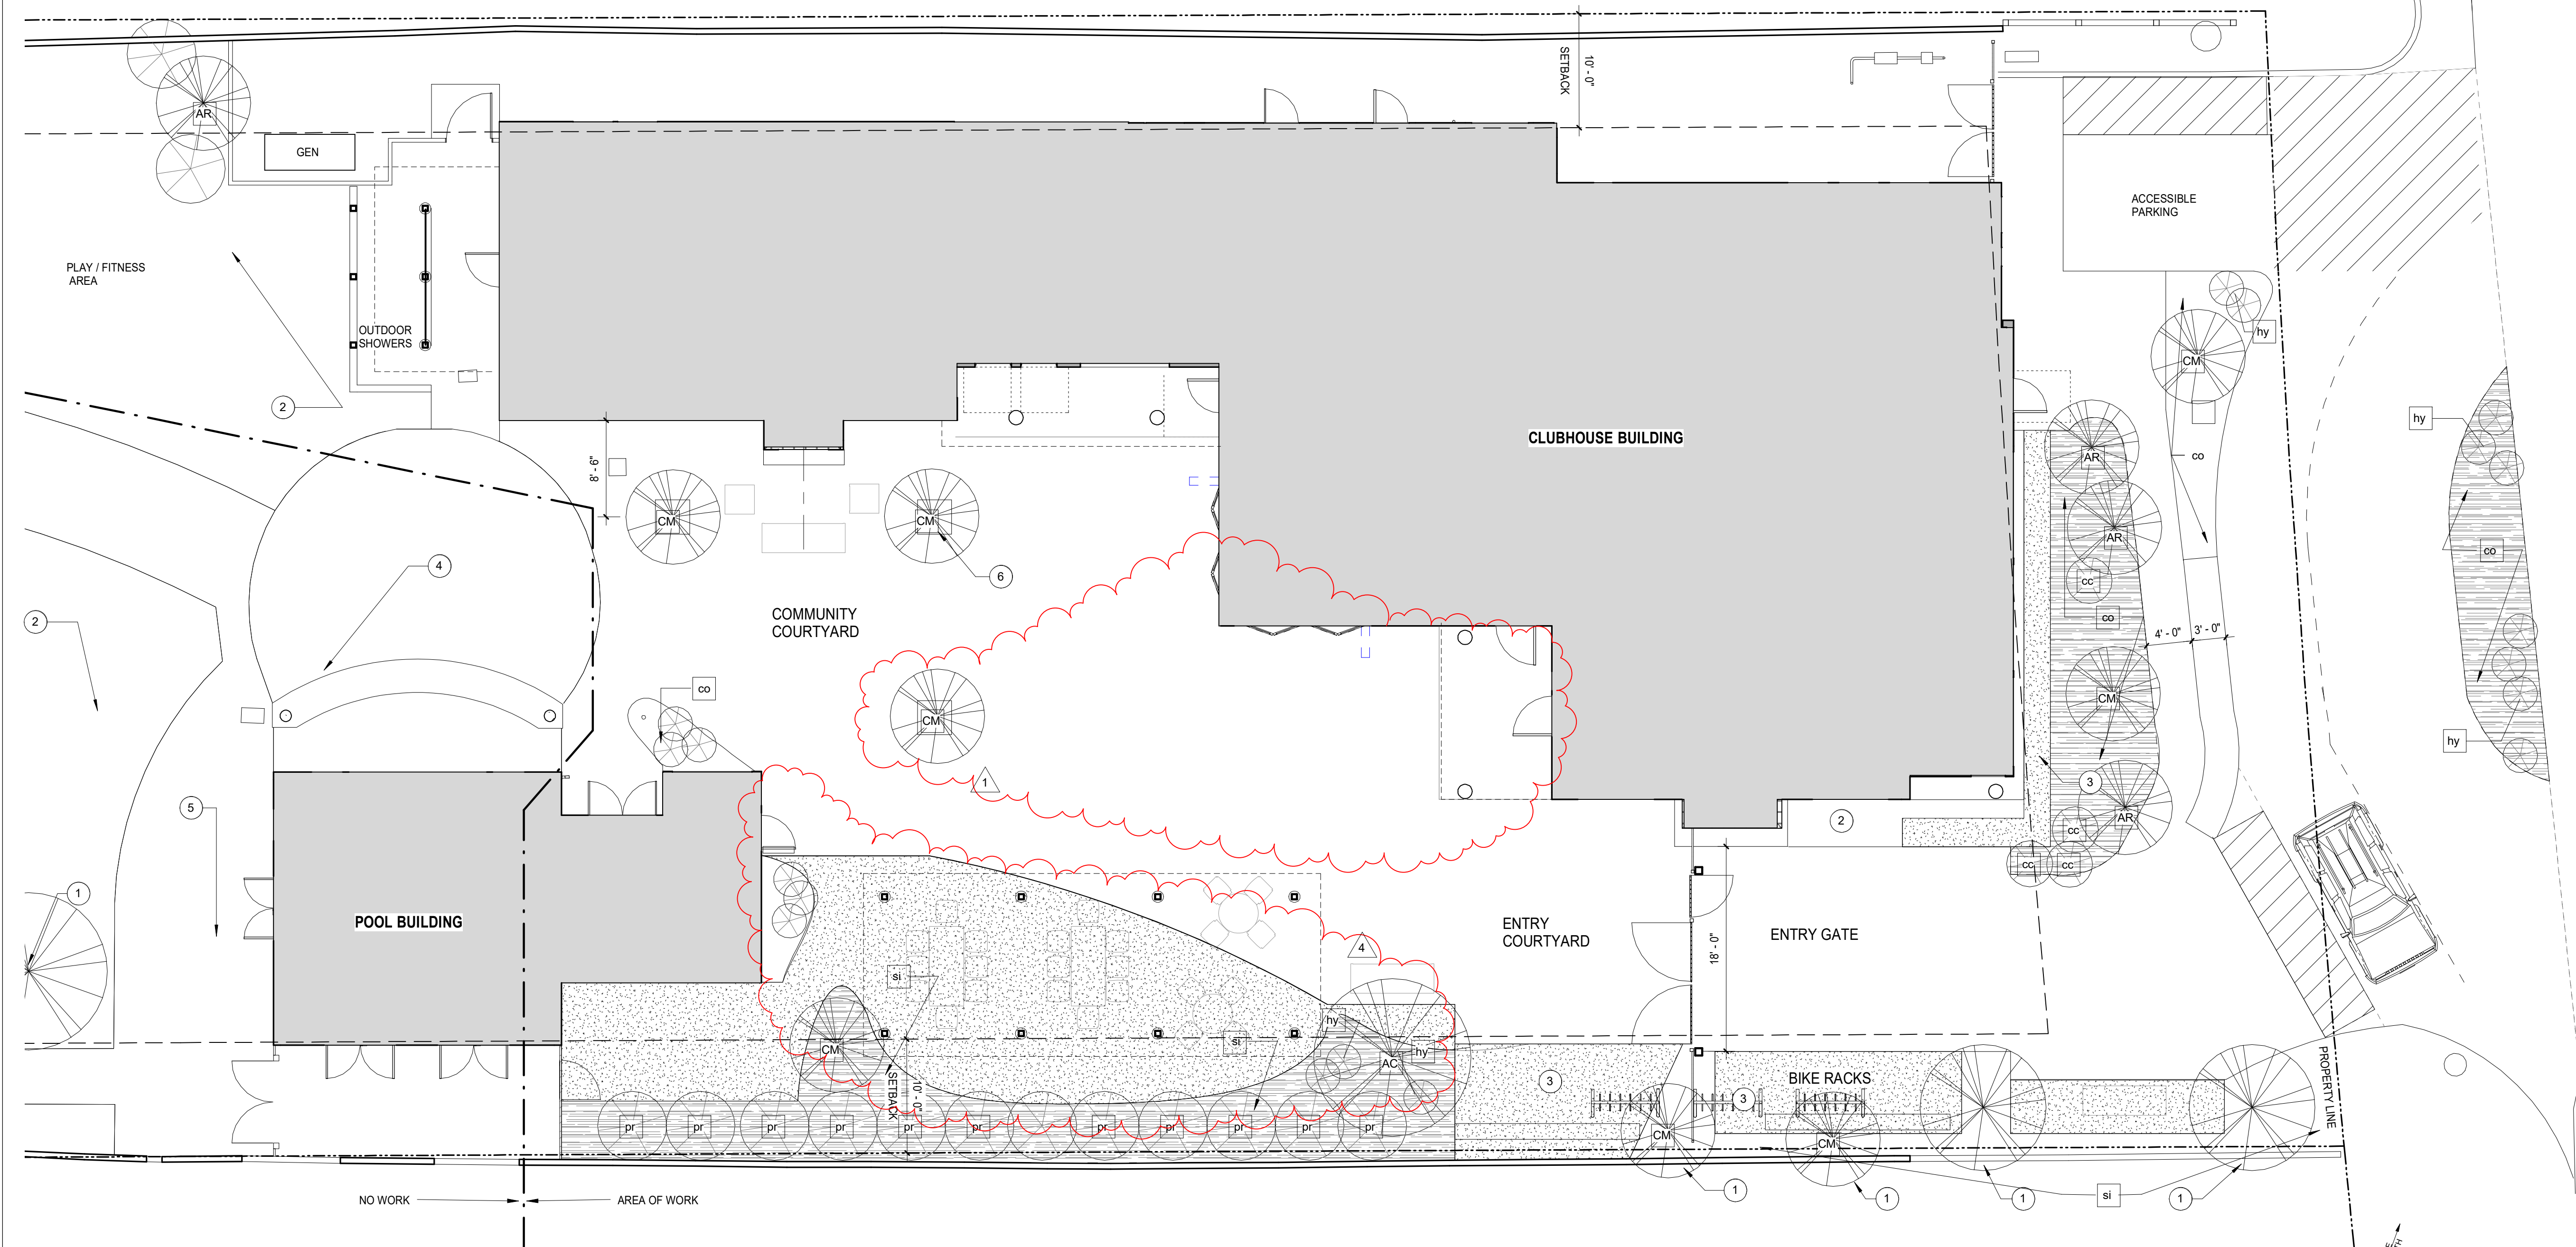 10' - 0"
SETBACK
AR
GEN
ACCESSIBLE
PARKING
PLAY / FITNESS
AREA
OUTDOOR
SHOWERS
hy
CM
2
hy
8' - 6"
CLUBHOUSE BUILDING
AR
co
CM
CM
AR
co
4
6
cc
2
COMMUNITY
COURTYARD
co
4' - 0"
3' - 0"
co
CM
CM
hy
1
3
5
AR
2
cc
cc
cc
1
POOL BUILDING
ENTRY
COURTYARD
ENTRY GATE
4
18' - 0"
si
hy
si
CM
hy
AC
10' - 0"
SETBACK
3
BIKE RACKS
3
PROPERTY LINE
pr
pr
pr
pr
pr
pr
pr
pr
pr
pr
pr
CM
CM
NO WORK
AREA OF WORK
1
1
1
si
1